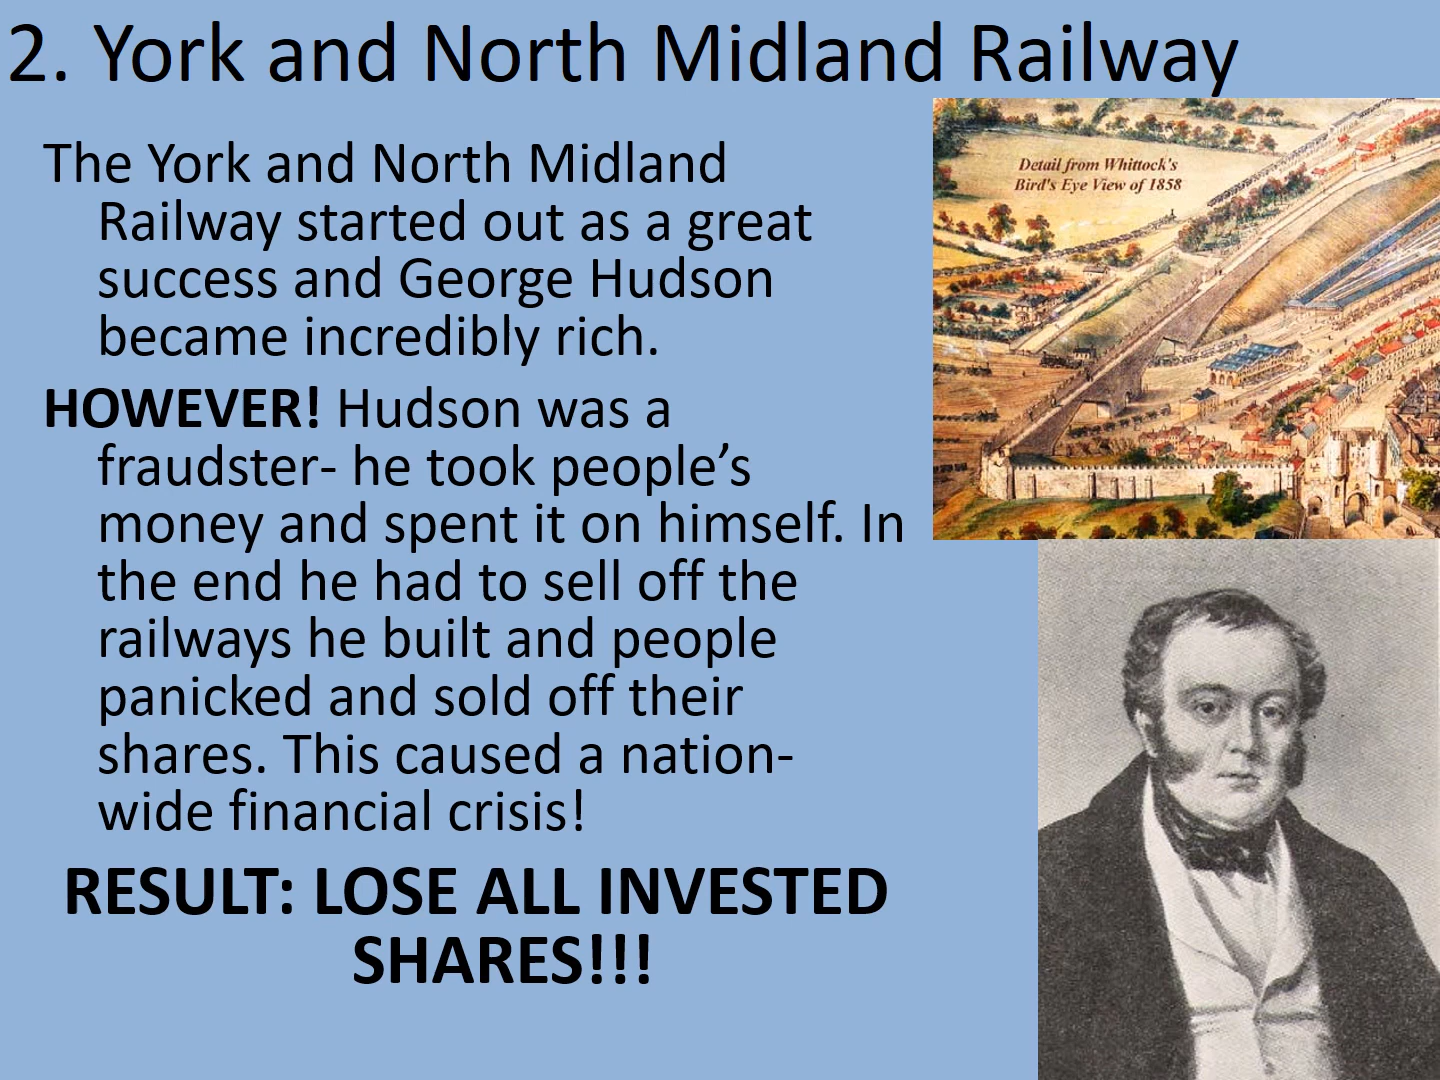 2. York and North Midland Railway
Detail from Whittock's
Bird's Eye View of 1858
The York and North Midland
Railway started out as a great
success and George Hudson
became incredibly rich.
HOWEVER! Hudson was a
fraudster- he took people’s
money and spent it on himself. In
the end he had to sell off the
railways he built and people
panicked and sold off their
shares. This caused a nation-
wide financial crisis!
RESULT: LOSE ALL INVESTED
SHARES!!!